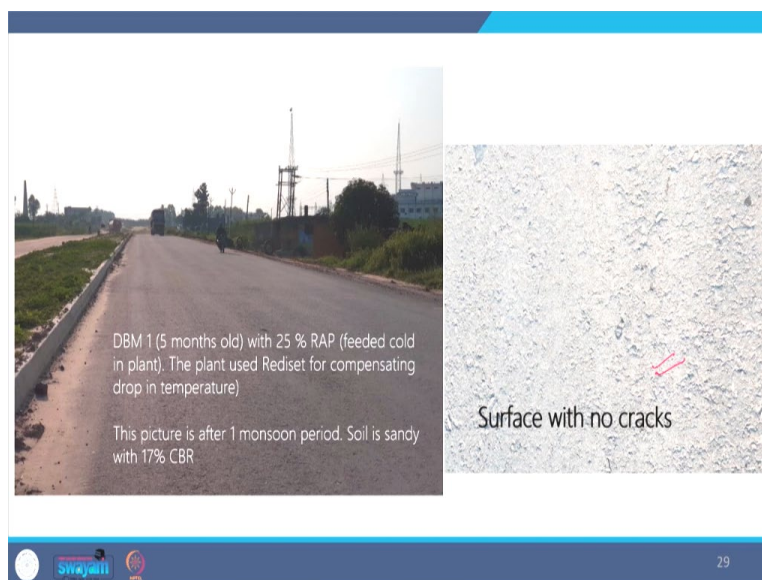 DBM 1 (5 months old) with 25 % RAP (feeded cold
in plant). The plant used Rediset for compensating
drop in temperature)
This picture is after 1 monsoon period. Soil is sandy
with 17% CBR
Surface with no cracks
swayam
29